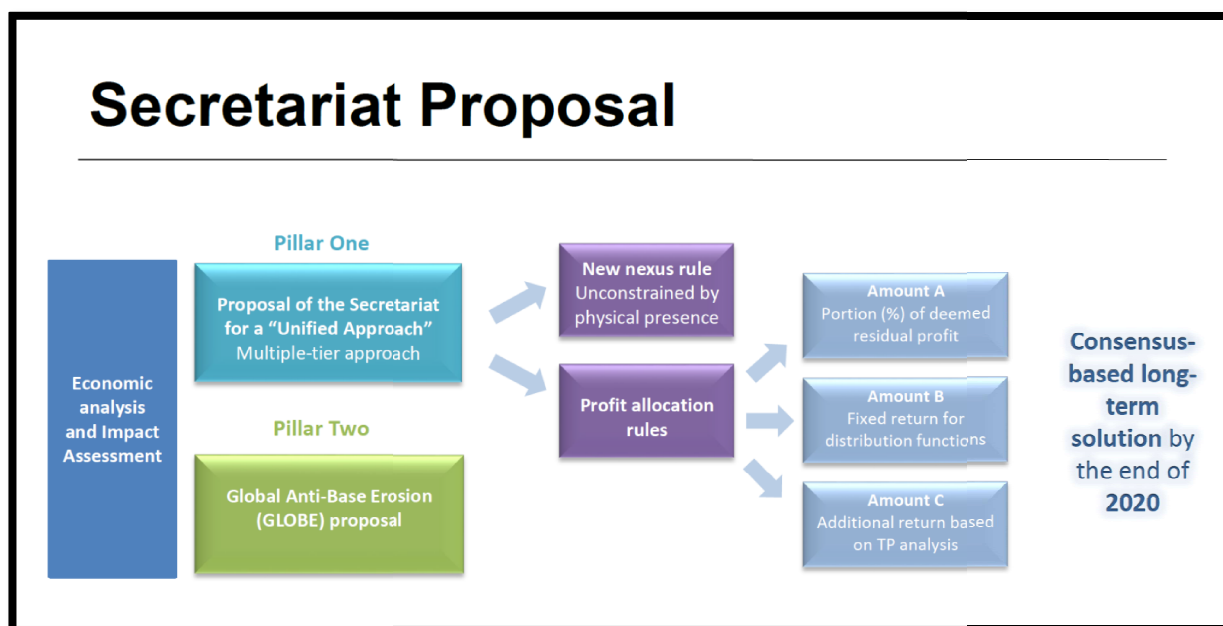 Secretariat Proposal
Economic
analysis
and Impact
Assessment
Pillar One
Proposal of the Secretariat
for a “Unified Approach”
Multiple-tier approach
Pillar Two
Global Anti-Base Erosion
(GLOBE) proposal
New nexus rule
Unconstrained by
physical presence
Profit allocation
rules
Amount A
Portion (%) of deemed
residual profit
Amount B
Fixed return for
distribution functions
Amount C
Additional return based
on TP analysis
Consensus-
based long-
term
solution by
the end of
2020